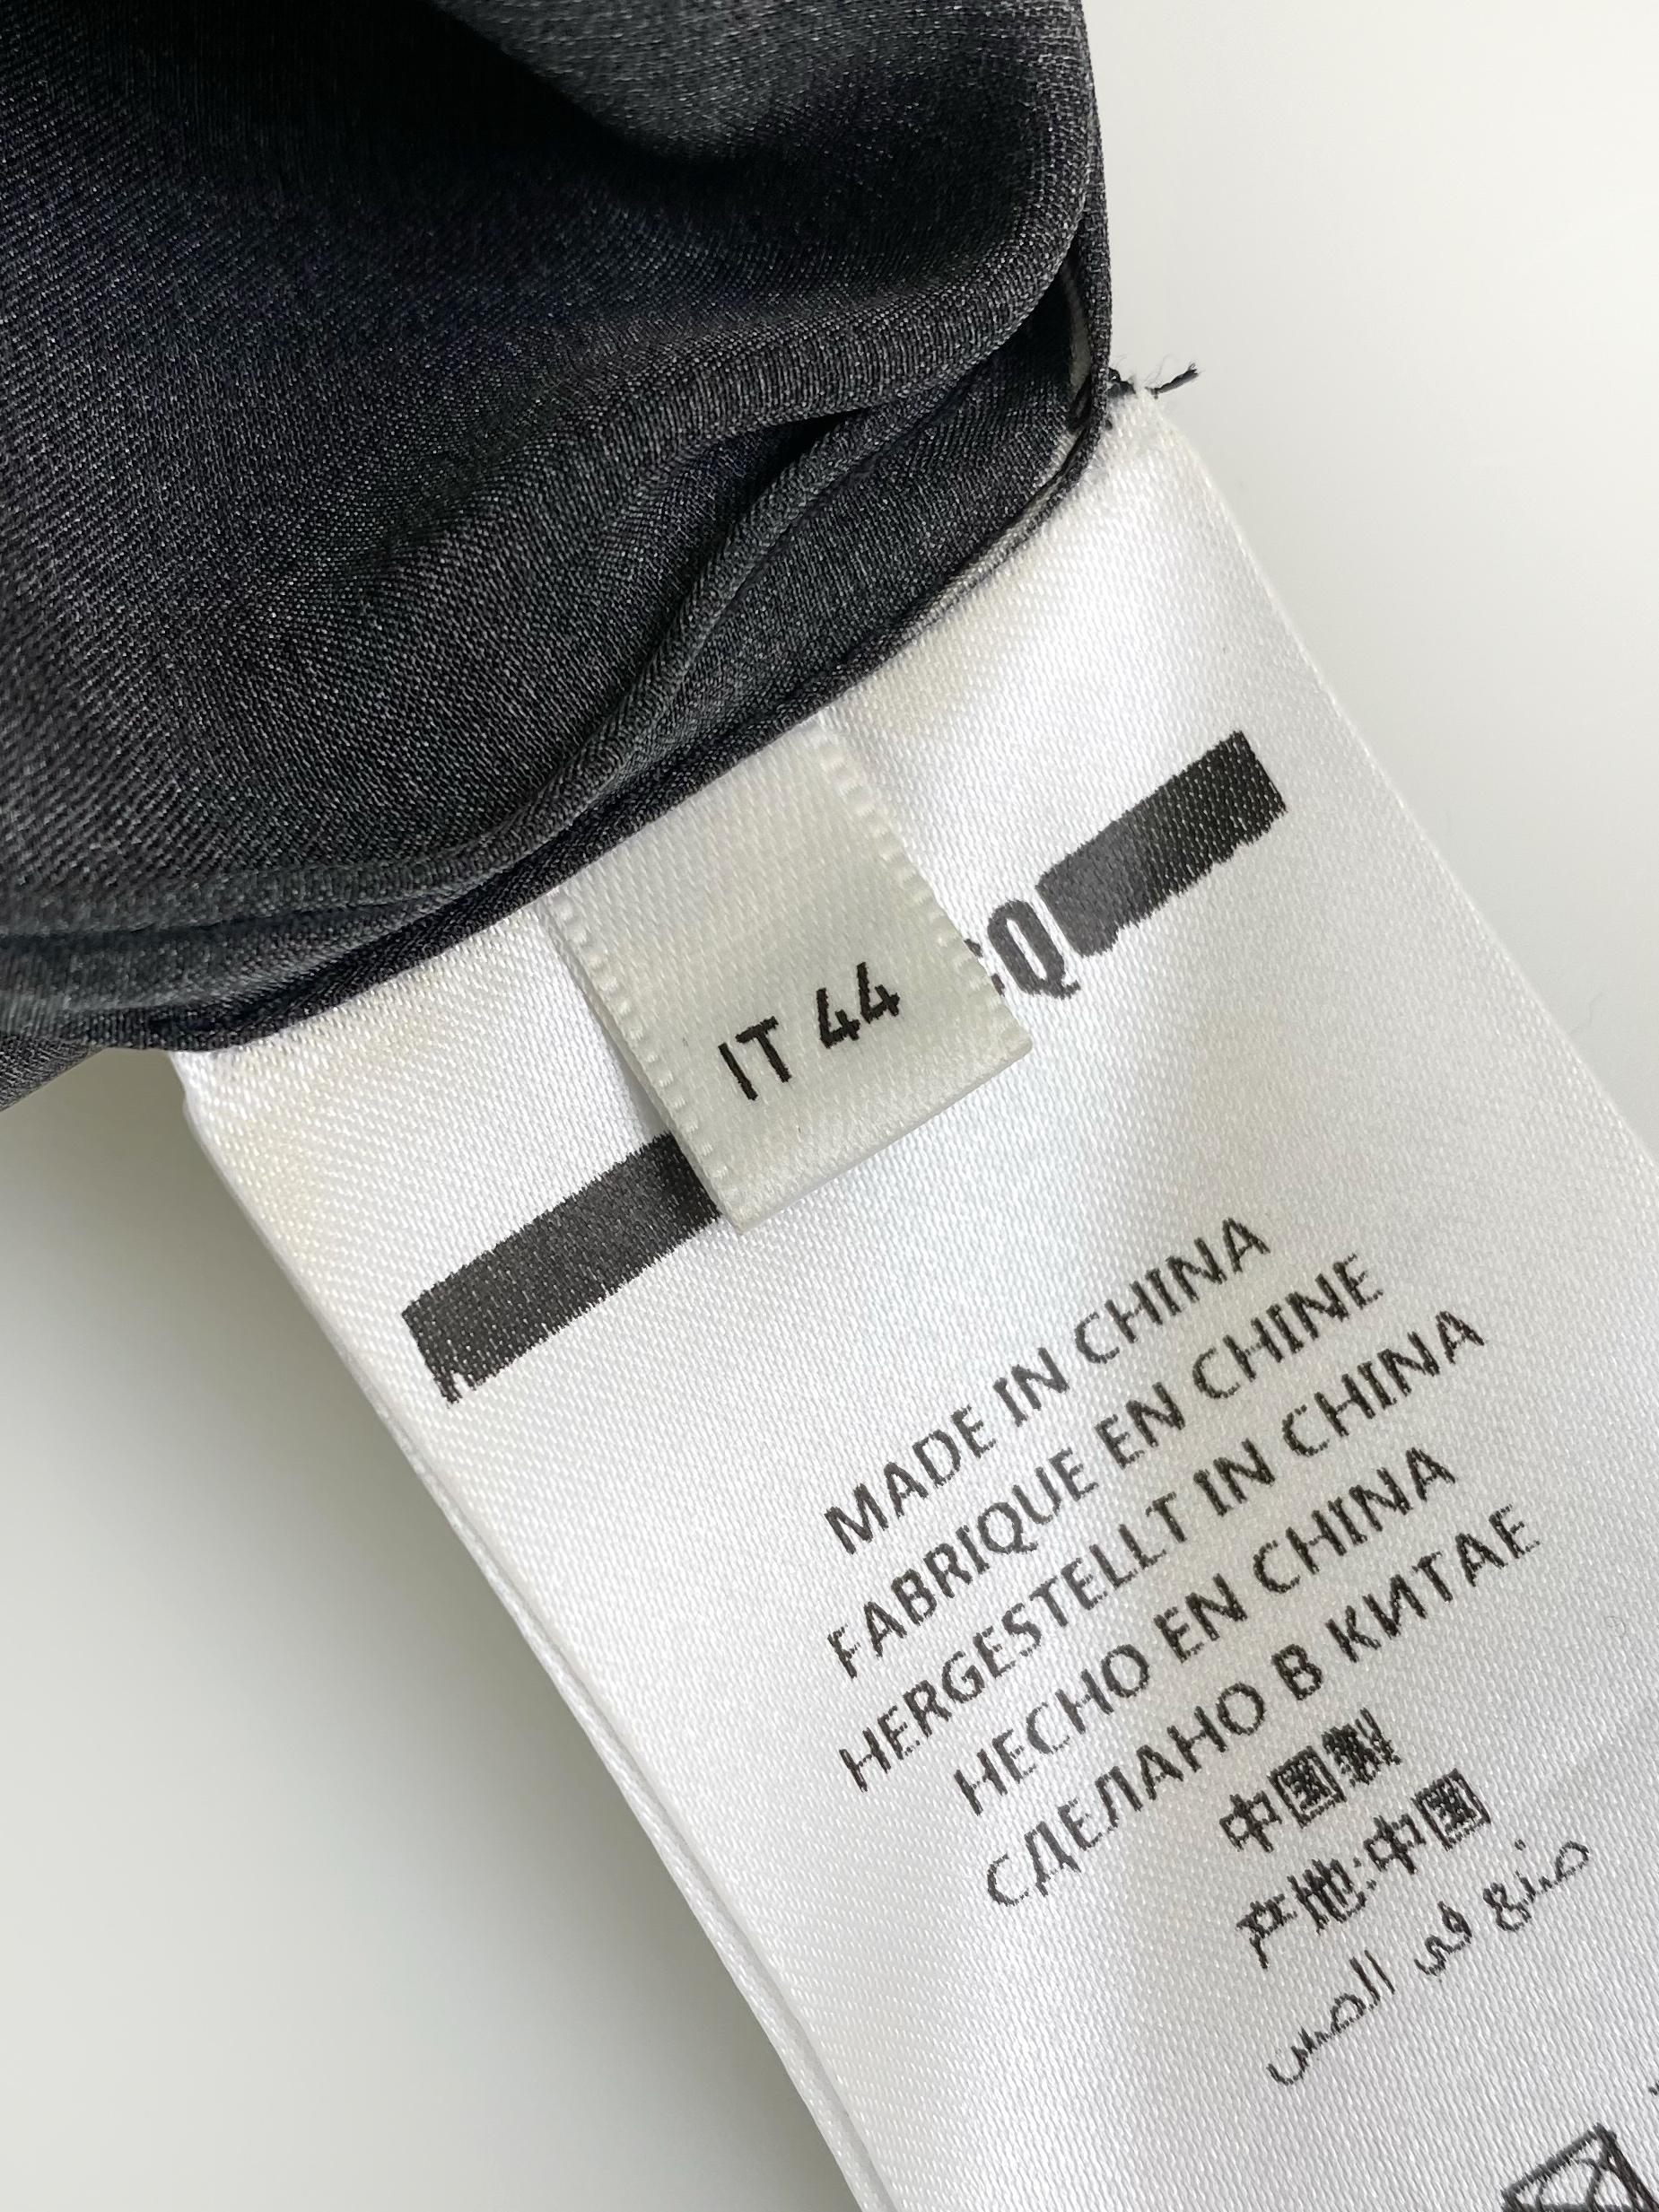 IT 44
Q
MADE IN CHINA
FABRIQUE EN CHINE
HERGESTELLT IN CHINA
HECHO EN CHINA
СДЕЛАНО В КИТАЕ
中国製
产地:中国
صنع في الصين